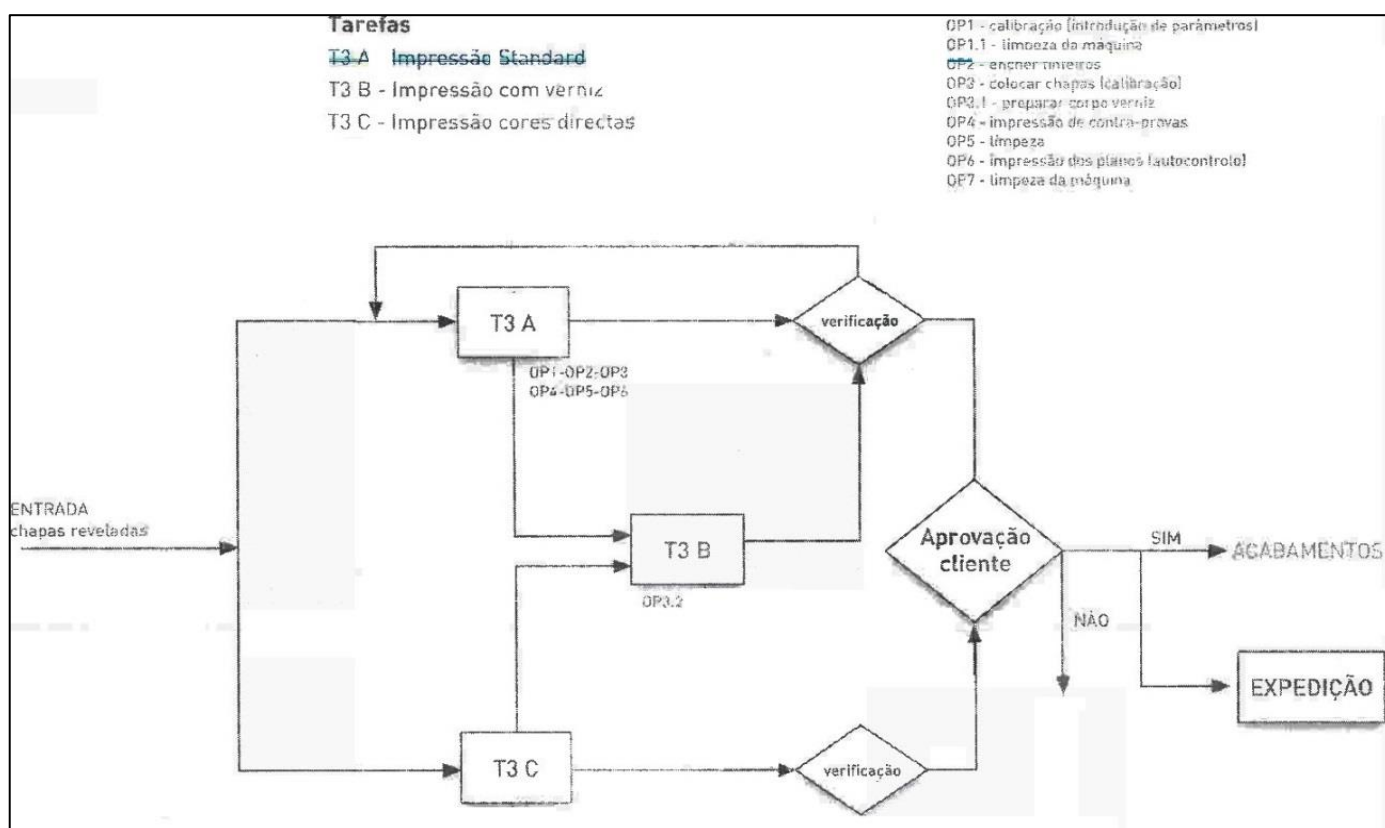 Tarefas
T3 A Impressão Standard
T3 B - Impressão com verniz
T3 C - Impressão cores directas
OP1 - calibração (introdução de parâmetros)
OP1.1 - limpeza da máquina
OP2 - encher tinteiros
OP3 - colocar chapas (calibração)
OP3.1 - preparar corpo verniz
OP4 - impressão de contra-provas
OP5 - limpeza
OP6 - impressão dos planos (autocontrolo)
OP7 - limpeza da máquina
T3 A
verificação
OP1-OP2-OP3
OP4-OP5-OP6
ENTRADA
chapas reveladas
T3 B
OP3.2
Aprovação
cliente
SIM
ACABAMENTOS
NÃO
EXPEDIÇÃO
T3 C
verificação